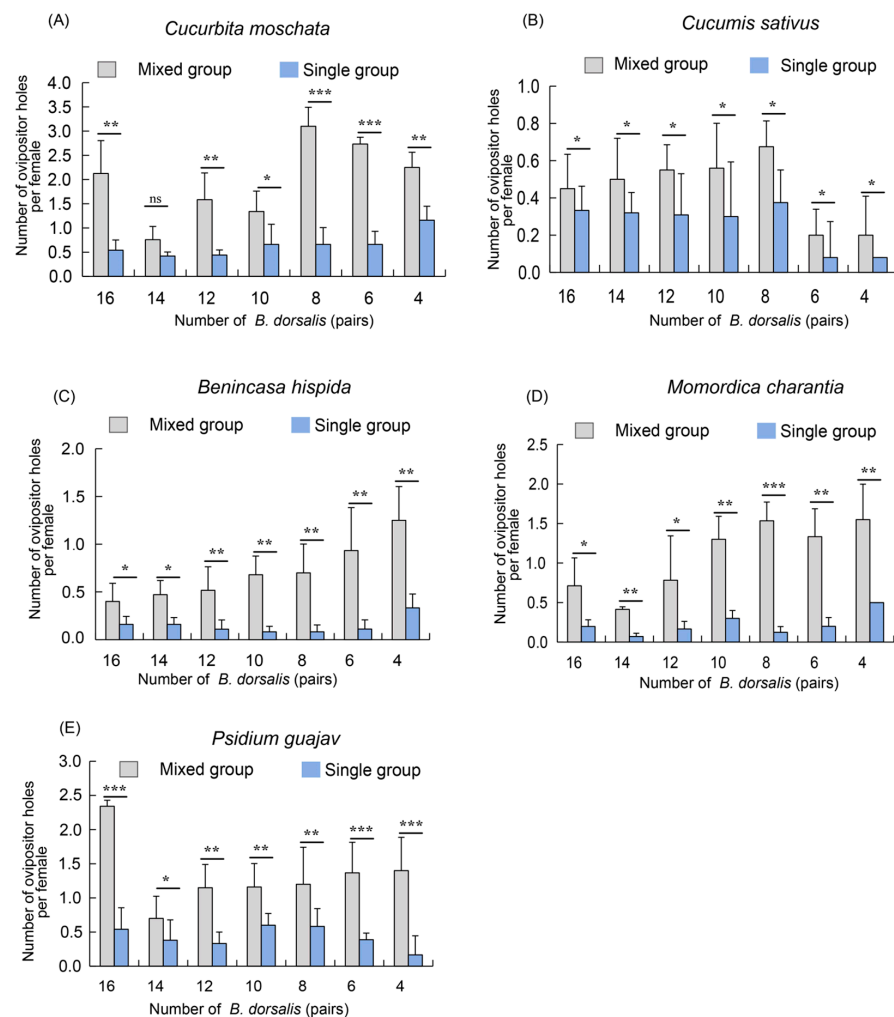 (A)
Cucurbita moschata
Mixed group Single group
Number of ovipositor holes
per female
4.0
3.5
3.0
2.5
2.0
1.5
1.0
0.5
0.0
** ns ** * *** *** **
16 14 12 10 8 6 4
Number of B. dorsalis (pairs)
(B)
Cucumis sativus
Mixed group Single group
Number of ovipositor holes
per female
1.0
0.8
0.6
0.4
0.2
0.0
* * * * * * *
16 14 12 10 8 6 4
Number of B. dorsalis (pairs)
(C)
Benincasa hispida
Mixed group Single group
Number of ovipositor holes
per female
2.0
1.5
1.0
0.5
0.0
* * ** ** ** ** **
16 14 12 10 8 6 4
Number of B. dorsalis (pairs)
(D)
Momordica charantia
Mixed group Single group
Number of ovipositor holes
per female
2.5
2.0
1.5
1.0
0.5
0.0
* ** * ** *** ** **
16 14 12 10 8 6 4
Number of B. dorsalis (pairs)
(E)
Psidium guajav
Mixed group Single group
Number of ovipositor holes
per female
3.0
2.5
2.0
1.5
1.0
0.5
0.0
*** * ** ** ** *** ***
16 14 12 10 8 6 4
Number of B. dorsalis (pairs)